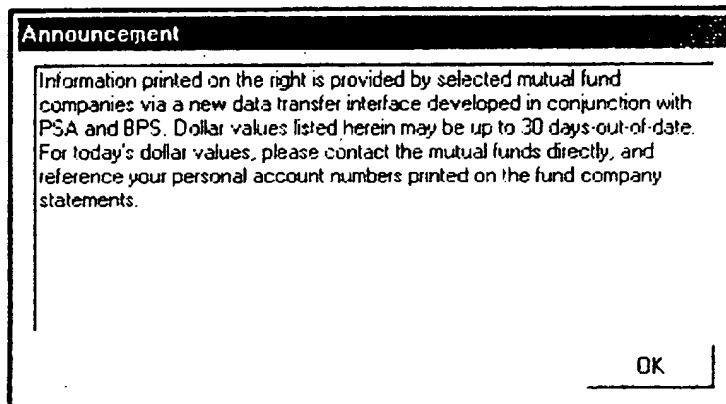 Announcement
Information printed on the right is provided by selected mutual fund
companies via a new data transfer interface developed in conjunction with
PSA and BPS. Dollar values listed herein may be up to 30 days-out-of-date.
For today's dollar values, please contact the mutual funds directly, and
reference your personal account numbers printed on the fund company
statements.
OK